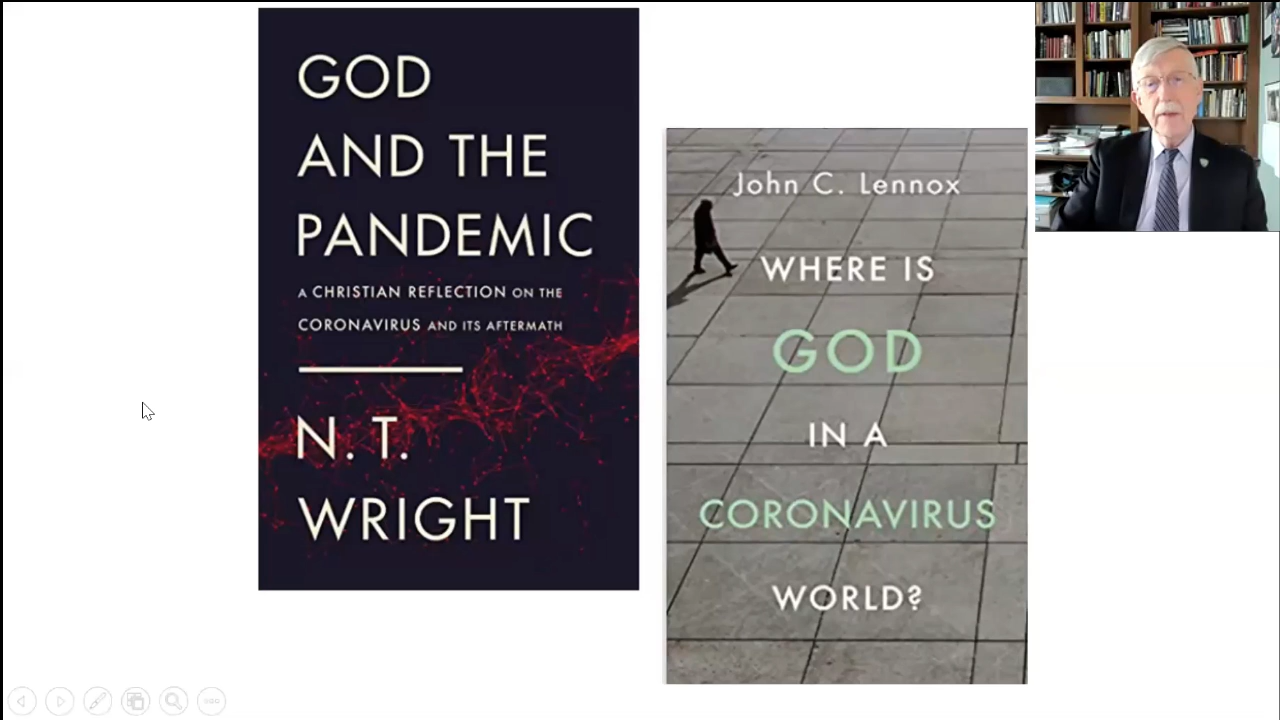 GOD
AND THE
PANDEMIC
A CHRISTIAN REFLECTION ON THE
CORONAVIRUS AND ITS AFTERMATH
N. T.
WRIGHT
John C. Lennox
WHERE IS
GOD
IN A
CORONAVIRUS
WORLD?